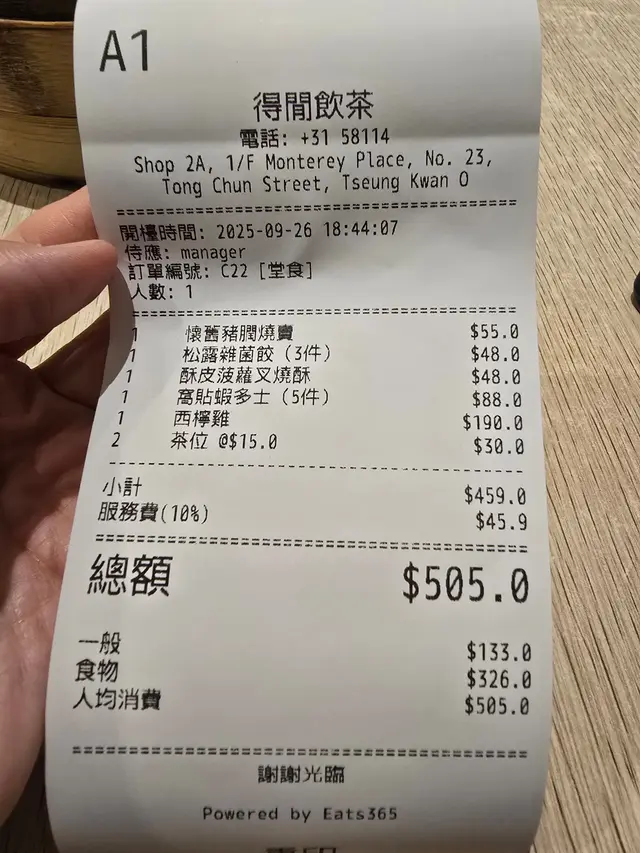 A1
得閒飲茶
電話: +31 58114
Shop 2A, 1/F Monterey Place, No. 23,
Tong Chun Street, Tseung Kwan O
開檯時間: 2025-09-26 18:44:07
侍應: manager
訂單編號: C22 [堂食]
人數: 1
1 懷舊豬膶燒賣 $55.0
1 松露雜菌餃 (3件) $48.0
1 酥皮菠蘿叉燒酥 $48.0
1 窩貼蝦多士 (5件) $88.0
1 西檸雞 $190.0
2 茶位 @$15.0 $30.0
小計 $459.0
服務費(10%) $45.9
總額 $505.0
一般 $133.0
食物 $326.0
人均消費 $505.0
謝謝光臨
Powered by Eats365